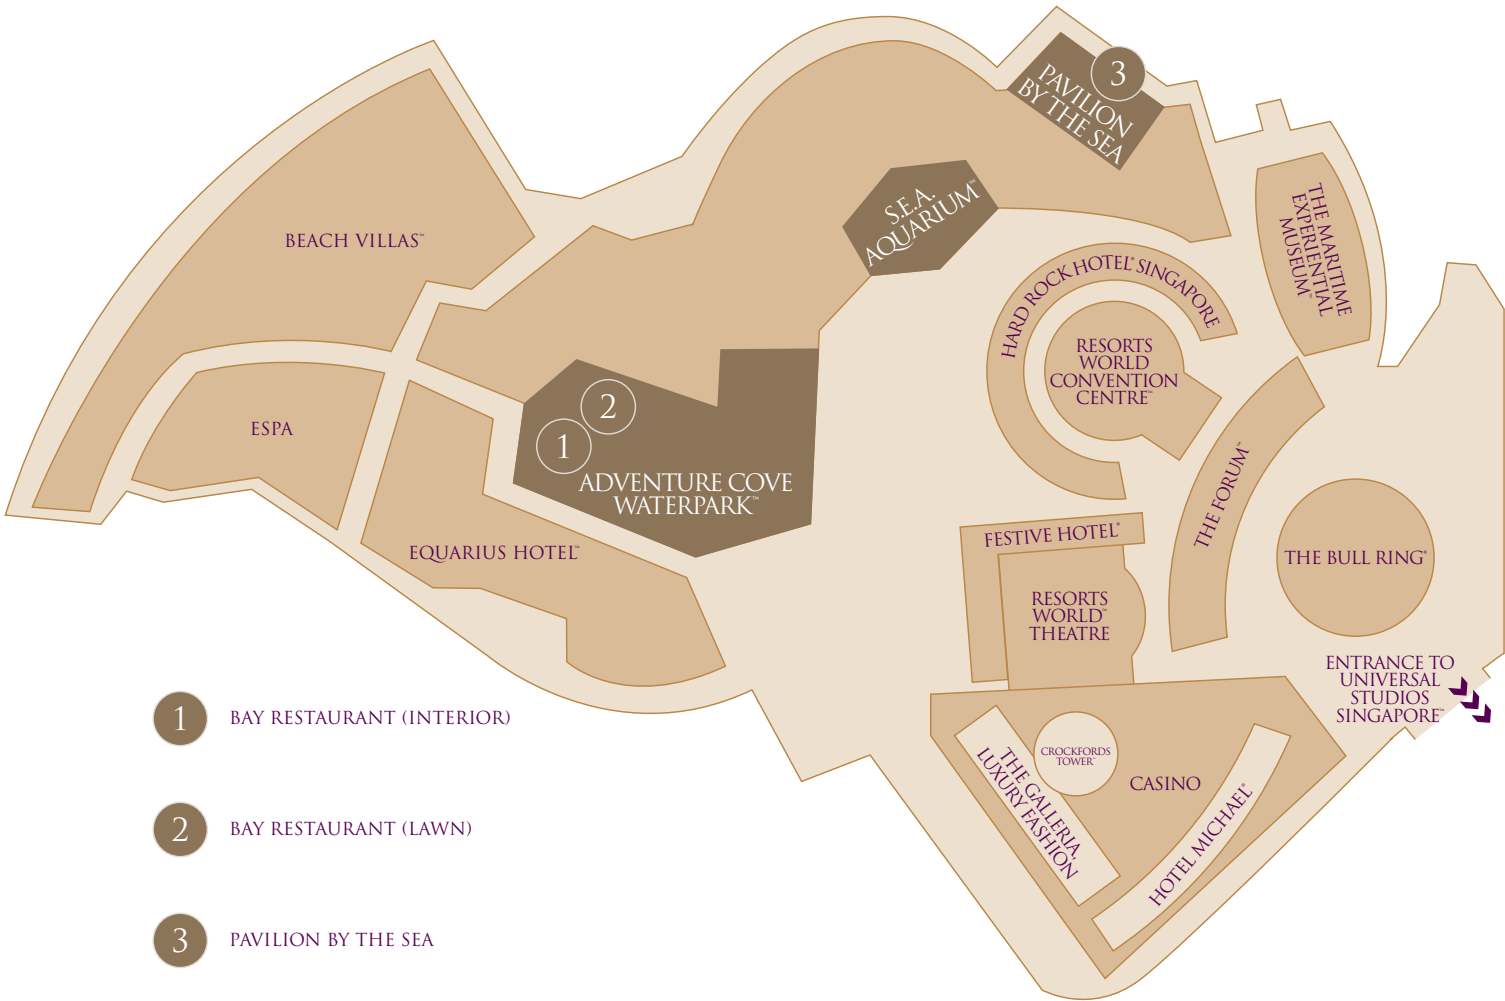 3
PAVILION
BY THE SEA
S.E.A.
AQUARIUM™
BEACH VILLAS™
THE MARITIME
EXPERIENTIAL
MUSEUM™
HARD ROCK HOTEL® SINGAPORE
RESORTS
WORLD
CONVENTION
CENTRE™
ESPA
2
1
ADVENTURE COVE
WATERPARK™
EQUARIUS HOTEL™
THE FORUM™
FESTIVE HOTEL®
THE BULL RING®
RESORTS
WORLD™
THEATRE
ENTRANCE TO
UNIVERSAL
STUDIOS
SINGAPORE™
CROCKFORDS
TOWER™
THE GALLERIA,
LUXURY FASHION
CASINO
HOTEL MICHAEL®
1 BAY RESTAURANT (INTERIOR)
2 BAY RESTAURANT (LAWN)
3 PAVILION BY THE SEA